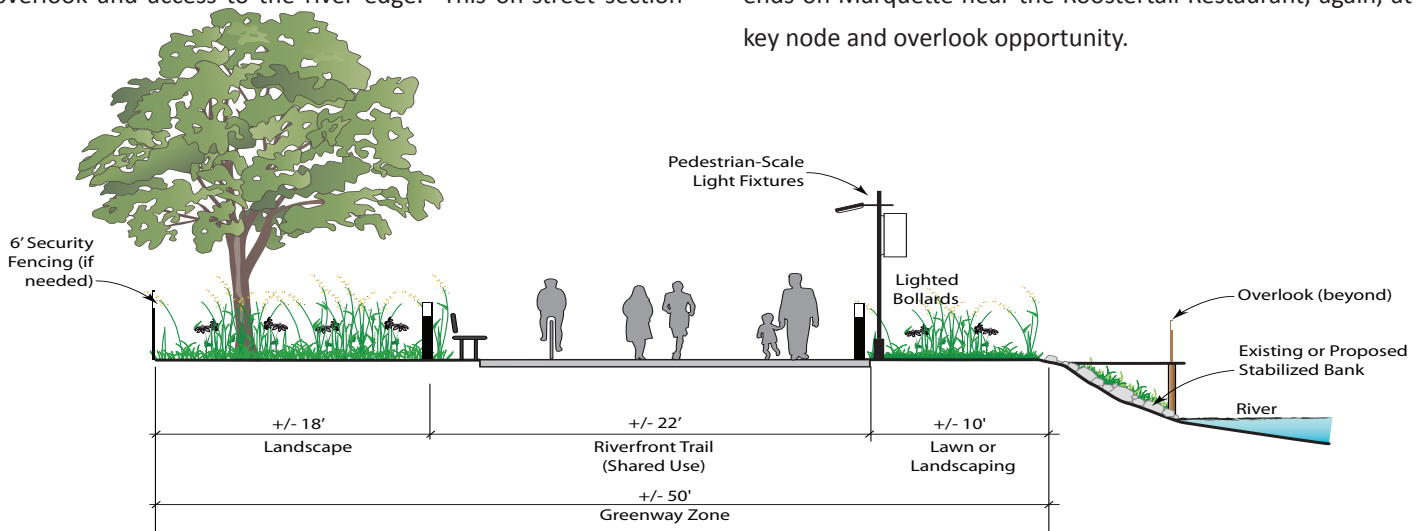 overlook and access to the river edge. This on-street section
ends on Marquette near the Roostertail Restaurant, again, at
key node and overlook opportunity.
Pedestrian-Scale
Light Fixtures
6' Security
Fencing (if
needed)
Lighted
Bollards
Overlook (beyond)
Existing or Proposed
Stabilized Bank
River
+/- 18'
Landscape
+/- 22'
Riverfront Trail
(Shared Use)
+/- 10'
Lawn or
Landscaping
+/- 50'
Greenway Zone